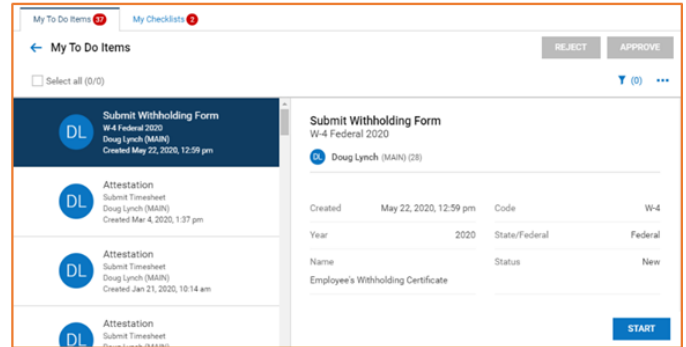 My To Do Items 37 My Checklists 2
← My To Do Items REJECT APPROVE
Select all (0/0) (0) •••
DL
Submit Withholding Form
W-4 Federal 2020
Doug Lynch (MAIN)
Created May 22, 2020, 12:59 pm
DL
Attestation
Submit Timesheet
Doug Lynch (MAIN)
Created Mar 4, 2020, 1:37 pm
DL
Attestation
Submit Timesheet
Doug Lynch (MAIN)
Created Jan 21, 2020, 10:14 am
DL
Attestation
Submit Timesheet
Doug Lynch (MAIN)
Submit Withholding Form
W-4 Federal 2020
DL Doug Lynch (MAIN) (28)
Created May 22, 2020, 12:59 pm Code W-4
Year 2020 State/Federal Federal
Name Status New
Employee's Withholding Certificate
START